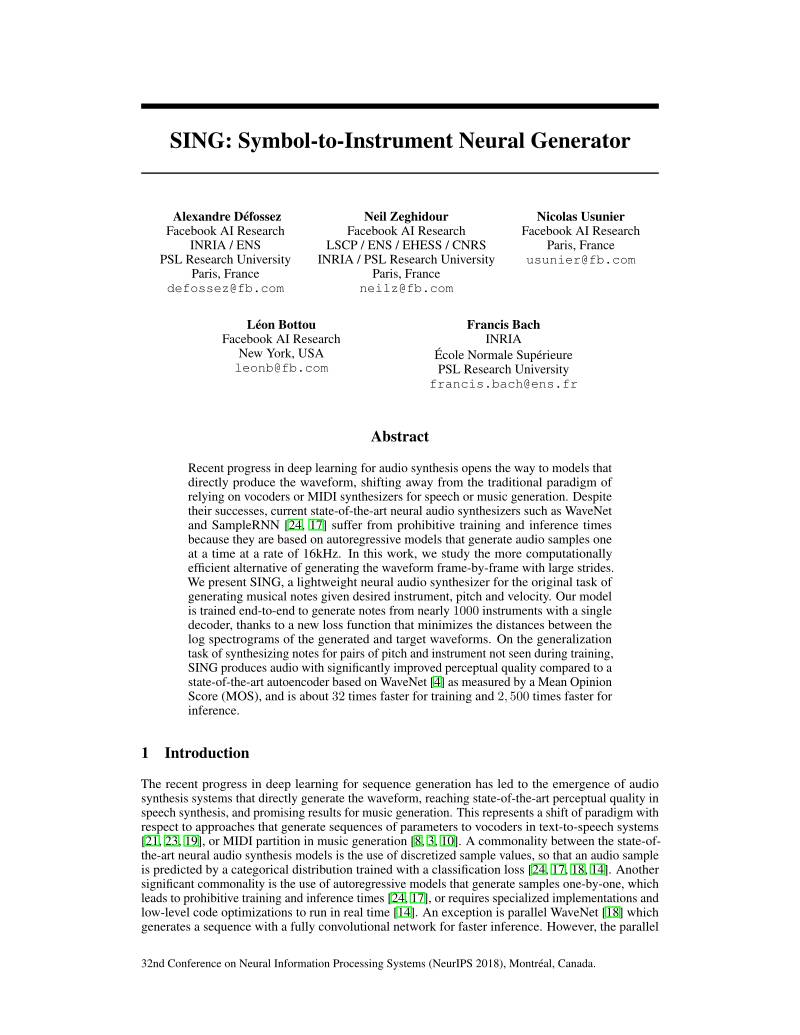 SING: Symbol-to-Instrument Neural Generator
Alexandre Défossez
Facebook AI Research
INRIA / ENS
PSL Research University
Paris, France
defossez@fb.com
Neil Zeghidour
Facebook AI Research
LSCP / ENS / EHESS / CNRS
INRIA / PSL Research University
Paris, France
neilz@fb.com
Nicolas Usunier
Facebook AI Research
Paris, France
usunier@fb.com
Léon Bottou
Facebook AI Research
New York, USA
leonb@fb.com
Francis Bach
INRIA
École Normale Supérieure
PSL Research University
francis.bach@ens.fr
Abstract
Recent progress in deep learning for audio synthesis opens the way to models that
directly produce the waveform, shifting away from the traditional paradigm of
relying on vocoders or MIDI synthesizers for speech or music generation. Despite
their successes, current state-of-the-art neural audio synthesizers such as WaveNet
and SampleRNN [24, 17] suffer from prohibitive training and inference times
because they are based on autoregressive models that generate audio samples one
at a time at a rate of 16kHz. In this work, we study the more computationally
efficient alternative of generating the waveform frame-by-frame with large strides.
We present SING, a lightweight neural audio synthesizer for the original task of
generating musical notes given desired instrument, pitch and velocity. Our model
is trained end-to-end to generate notes from nearly 1000 instruments with a single
decoder, thanks to a new loss function that minimizes the distances between the
log spectrograms of the generated and target waveforms. On the generalization
task of synthesizing notes for pairs of pitch and instrument not seen during training,
SING produces audio with significantly improved perceptual quality compared to a
state-of-the-art autoencoder based on WaveNet [4] as measured by a Mean Opinion
Score (MOS), and is about 32 times faster for training and 2, 500 times faster for
inference.
1 Introduction
The recent progress in deep learning for sequence generation has led to the emergence of audio
synthesis systems that directly generate the waveform, reaching state-of-the-art perceptual quality in
speech synthesis, and promising results for music generation. This represents a shift of paradigm with
respect to approaches that generate sequences of parameters to vocoders in text-to-speech systems
[21, 23, 19], or MIDI partition in music generation [8, 3, 10]. A commonality between the state-of-
the-art neural audio synthesis models is the use of discretized sample values, so that an audio sample
is predicted by a categorical distribution trained with a classification loss [24, 17, 18, 14]. Another
significant commonality is the use of autoregressive models that generate samples one-by-one, which
leads to prohibitive training and inference times [24, 17], or requires specialized implementations and
low-level code optimizations to run in real time [14]. An exception is parallel WaveNet [18] which
generates a sequence with a fully convolutional network for faster inference. However, the parallel
32nd Conference on Neural Information Processing Systems (NeurIPS 2018), Montréal, Canada.